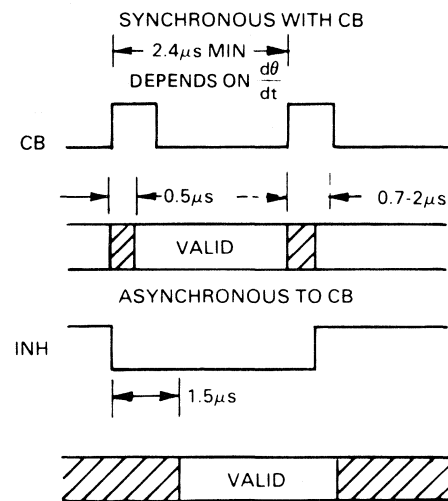 SYNCHRONOUS WITH CB
2.4μs MIN
DEPENDS ON dθ/dt
CB
0.5μs
0.7-2μs
VALID
ASYNCHRONOUS TO CB
INH
1.5μs
VALID